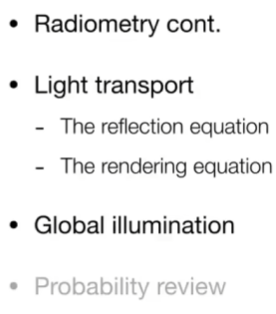 • Radiometry cont.
• Light transport
- The reflection equation
- The rendering equation
• Global illumination
• Probability review